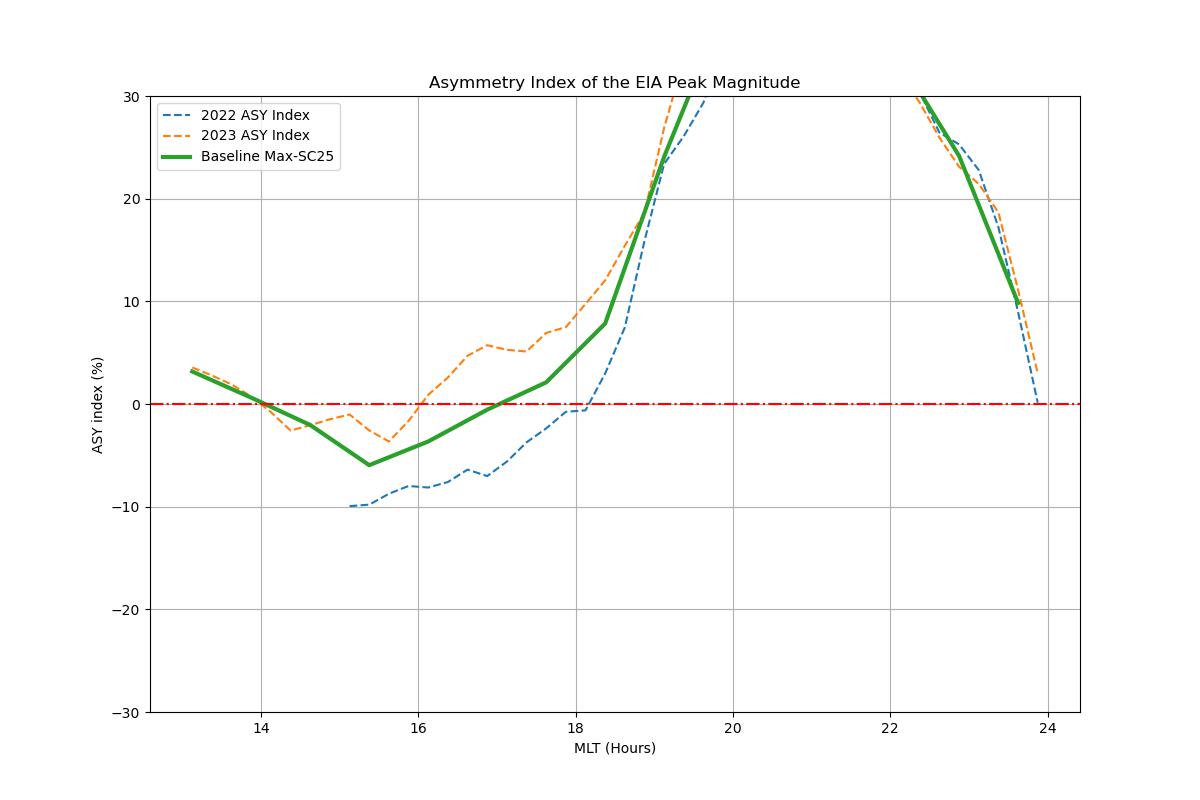 Asymmetry Index of the EIA Peak Magnitude
2022 ASY Index
2023 ASY Index
Baseline Max-SC25
ASY index (%)
30
20
10
0
−10
−20
−30
14
16
18
20
22
24
MLT (Hours)